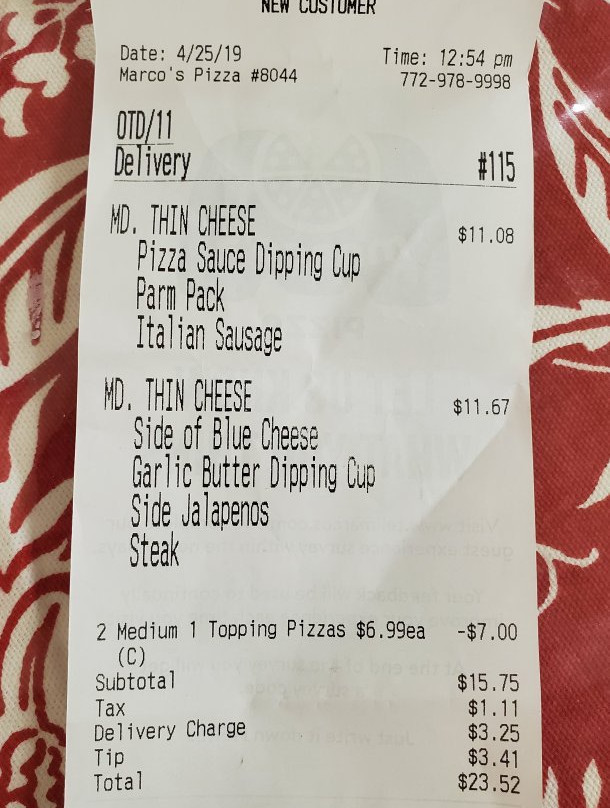 NEW CUSTOMER
Date: 4/25/19 Time: 12:54 pm
Marco's Pizza #8044 772-978-9998
OTD/11
Delivery #115
MD. THIN CHEESE $11.08
Pizza Sauce Dipping Cup
Parm Pack
Italian Sausage
MD. THIN CHEESE $11.67
Side of Blue Cheese
Garlic Butter Dipping Cup
Side Jalapenos
Steak
2 Medium 1 Topping Pizzas $6.99ea -$7.00
(C)
Subtotal $15.75
Tax $1.11
Delivery Charge $3.25
Tip $3.41
Total $23.52